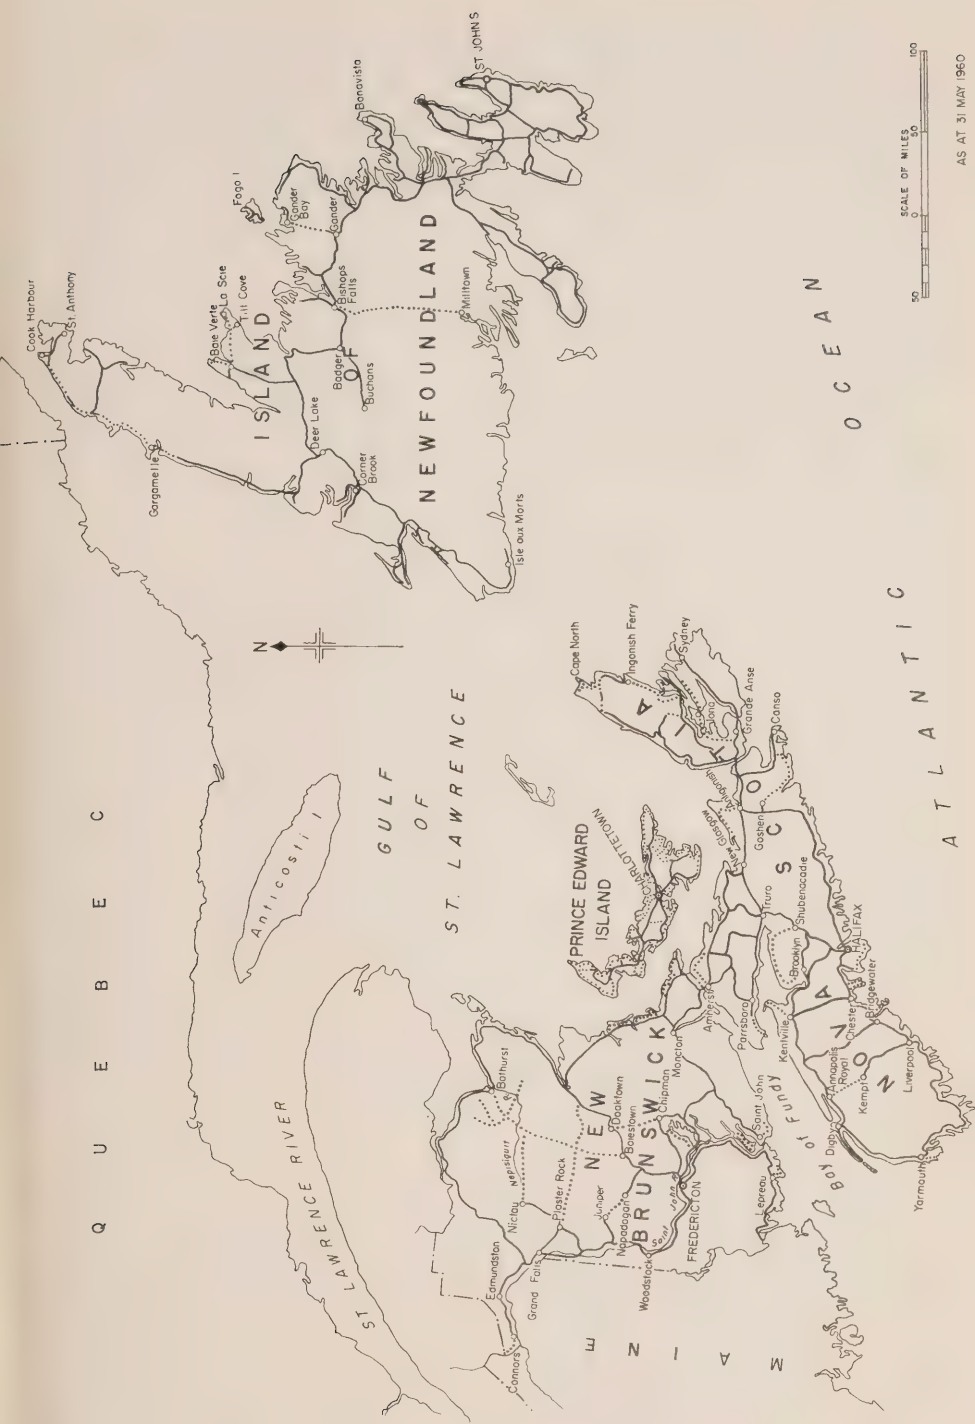 QUEBEC
ST LAWRENCE RIVER
Anticosti I
GULF
OF
ST. LAWRENCE
N
Cook Harbour
St. Anthony
Gargamelle
Baie Verte
La Scie
Tilt Cove
Fogo I
Gander
Bay
Gander
Bonavista
ST JOHNS
ISLAND
OF
NEWFOUNDLAND
Deer Lake
Corner
Brook
Badger
Buchans
Bishops
Falls
Milltown
Isle aux Morts
Connors
Edmundston
Grand Falls
Nictau
Nepisiguit
Plaster Rock
Juniper
Napadogan
Woodstock
Saint John
FREDERICTON
Bathurst
Doaktown
Boiestown
Chipman
Moncton
NEW
BRUNSWICK
Saint John
Lepreau
MAINE
Bay of Fundy
PRINCE EDWARD
ISLAND
CHARLOTTETOWN
Cape North
Ingonish Ferry
Sydney
Iona
Grande Anse
Canso
Antigonish
New Glasgow
Goshen
Truro
Shubenacadie
Brooklyn
HALIFAX
Amherst
Parrsboro
Kentville
Chester
Bridgewater
Annapolis
Royal
Kempt
Liverpool
Digby
Yarmouth
NOVA SCOTIA
ATLANTIC
OCEAN
SCALE OF MILES
50 0 50 100
AS AT 31 MAY 1960